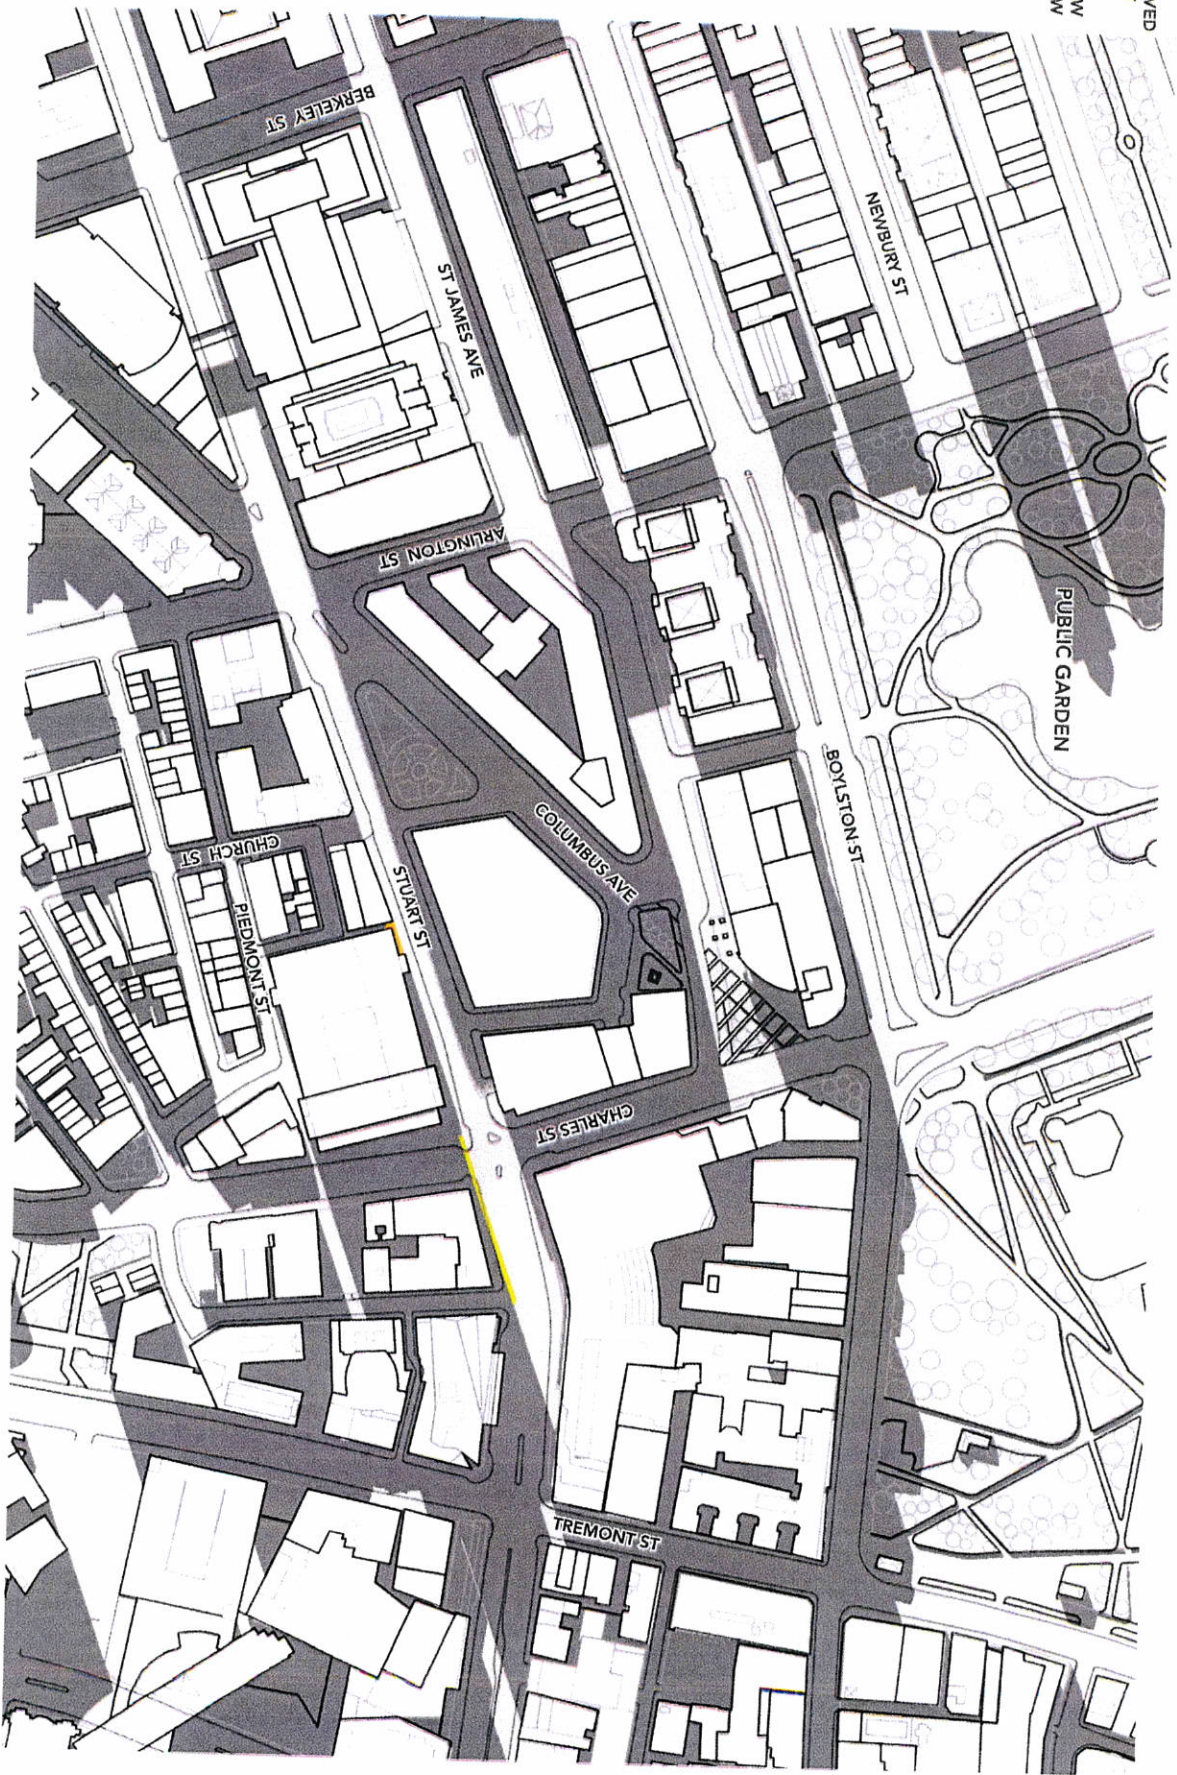 BERKELEY ST
NEWBURY ST
ST JAMES AVE
ARLINGTON ST
PUBLIC GARDEN
BOYLSTON ST
COLUMBUS AVE
CHURCH ST
STUART ST
PIEDMONT ST
CHARLES ST
TREMONT ST